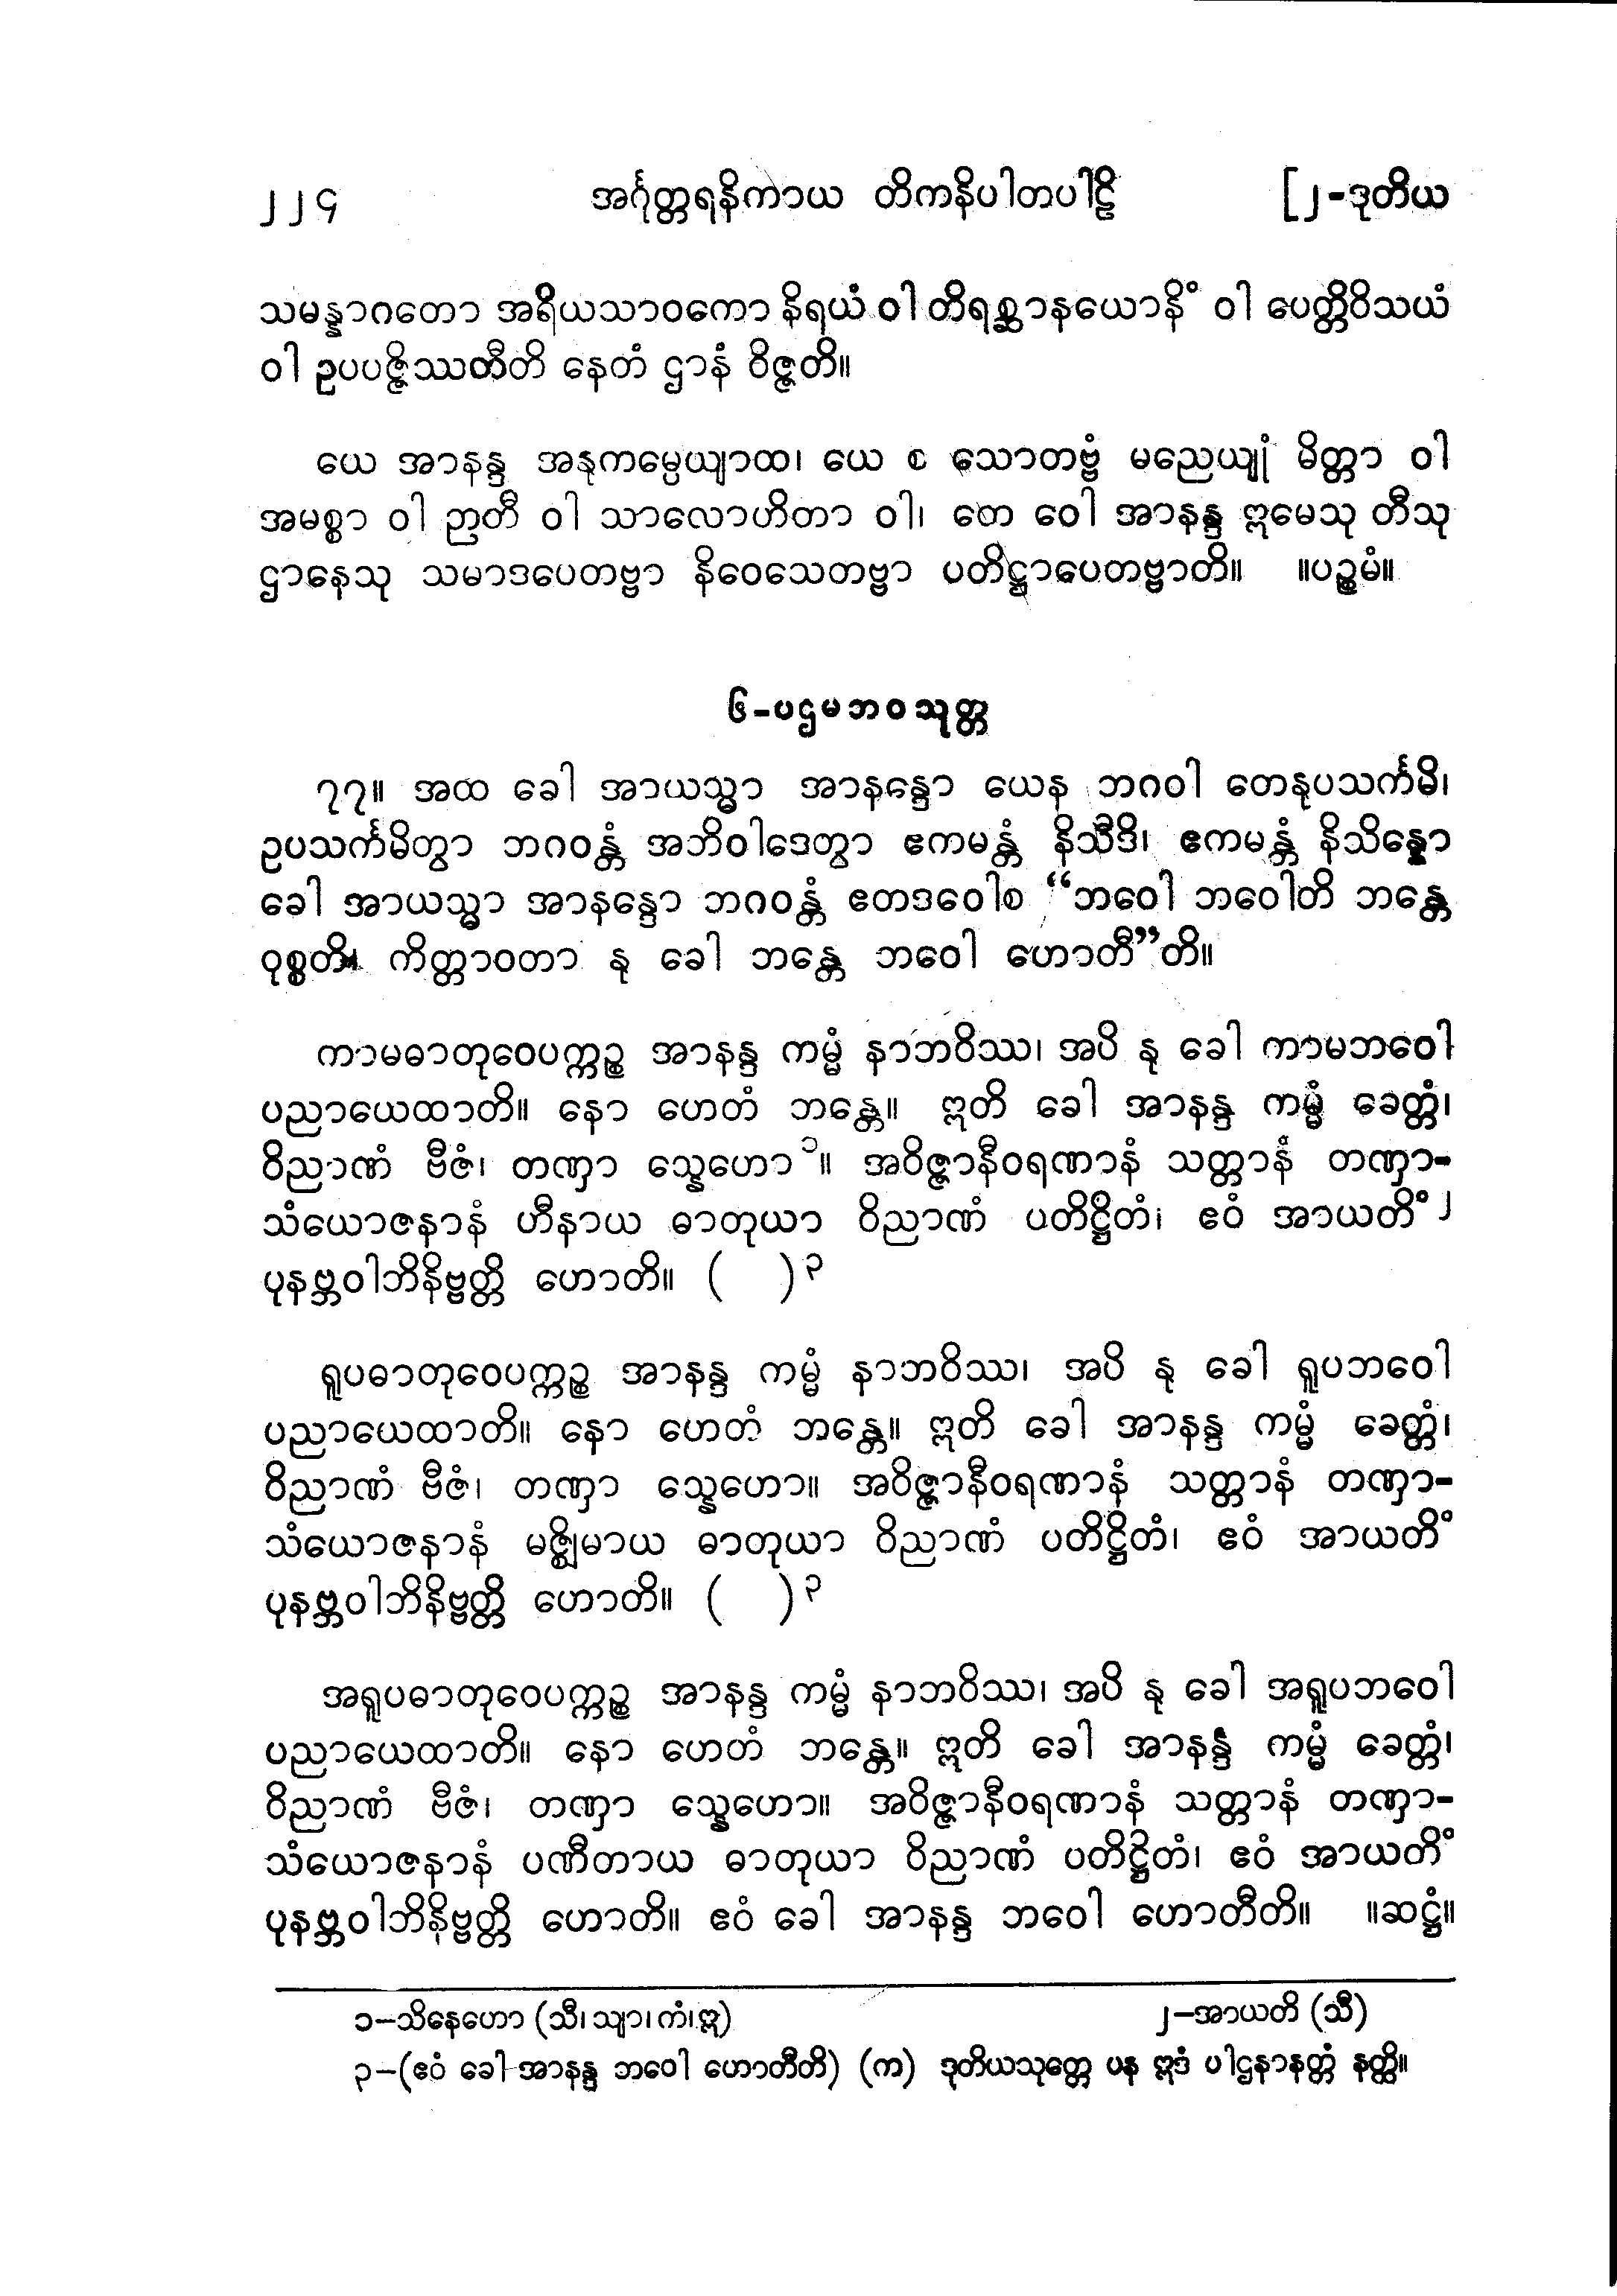 ၂၂၄ အင်္ဂုတ္တရနိကာယ တိကနိပါတပါဠိ [၂-ဒုတိယ
သမန္နာဂတော အရိယသာဝကော နိရယံ ဝါ တိရစ္ဆာနယောနိံ ဝါ ပေတ္တိဝိသယံ
ဝါ ဥပပဇ္ဇိဿတီတိ နေတံ ဌာနံ ဝိဇ္ဇတိ။
ယေ အာနန္ဒ အနုကမ္ပေယျာထ၊ ယေ စ သောတဗ္ဗံ မညေယျုံ မိတ္တာ ဝါ
အမစ္စာ ဝါ ဉာတီ ဝါ သာလောဟိတာ ဝါ၊ တေ ဝေါ အာနန္ဒ ဣမေသု တီသု
ဌာနေသု သမာဒပေတဗ္ဗာ နိဝေသေတဗ္ဗာ ပတိဋ္ဌာပေတဗ္ဗာတိ။ ။ပဉ္စမံ။
၆-ပဌမဘဝသုတ္တ
၇၇။ အထ ခေါ အာယသ္မာ အာနန္ဒော ယေန ဘဂဝါ တေနုပသင်္ကမိ၊
ဥပသင်္ကမိတွာ ဘဂဝန္တံ အဘိဝါဒေတွာ ဧကမန္တံ နိသီဒိ၊ ဧကမန္တံ နိသိန္နော
ခေါ အာယသ္မာ အာနန္ဒော ဘဂဝန္တံ ဧတဒဝေါစ “ဘဝေါ ဘဝေါတိ ဘန္တေ
ဝုစ္စတိ၊ ကိတ္တာဝတာ နု ခေါ ဘန္တေ ဘဝေါ ဟောတီ”တိ။
ကာမဓာတုဝေပက္ကဉ္စ အာနန္ဒ ကမ္မံ နာဘဝိဿ၊ အပိ နု ခေါ ကာမဘဝေါ
ပညာယေထာတိ။ နော ဟေတံ ဘန္တေ။ ဣတိ ခေါ အာနန္ဒ ကမ္မံ ခေတ္တံ၊
ဝိညာဏံ ဗီဇံ၊ တဏှာ သ္နေဟော ၁။ အဝိဇ္ဇာနီဝရဏာနံ သတ္တာနံ တဏှာ-
သံယောဇနာနံ ဟီနာယ ဓာတုယာ ဝိညာဏံ ပတိဋ္ဌိတံ၊ ဧဝံ အာယတိံ ၂
ပုနဗ္ဘဝါဘိနိဗ္ဗတ္တိ ဟောတိ။ ( ) ၃
ရူပဓာတုဝေပက္ကဉ္စ အာနန္ဒ ကမ္မံ နာဘဝိဿ၊ အပိ နု ခေါ ရူပဘဝေါ
ပညာယေထာတိ။ နော ဟေတံ ဘန္တေ။ ဣတိ ခေါ အာနန္ဒ ကမ္မံ ခေတ္တံ၊
ဝိညာဏံ ဗီဇံ၊ တဏှာ သ္နေဟော။ အဝိဇ္ဇာနီဝရဏာနံ သတ္တာနံ တဏှာ-
သံယောဇနာနံ မဇ္ဈိမာယ ဓာတုယာ ဝိညာဏံ ပတိဋ္ဌိတံ၊ ဧဝံ အာယတိံ
ပုနဗ္ဘဝါဘိနိဗ္ဗတ္တိ ဟောတိ။ ( ) ၃
အရူပဓာတုဝေပက္ကဉ္စ အာနန္ဒ ကမ္မံ နာဘဝိဿ၊ အပိ နု ခေါ အရူပဘဝေါ
ပညာယေထာတိ။ နော ဟေတံ ဘန္တေ။ ဣတိ ခေါ အာနန္ဒ ကမ္မံ ခေတ္တံ၊
ဝိညာဏံ ဗီဇံ၊ တဏှာ သ္နေဟော။ အဝိဇ္ဇာနီဝရဏာနံ သတ္တာနံ တဏှာ-
သံယောဇနာနံ ပဏီတာယ ဓာတုယာ ဝိညာဏံ ပတိဋ္ဌိတံ၊ ဧဝံ အာယတိံ
ပုနဗ္ဘဝါဘိနိဗ္ဗတ္တိ ဟောတိ။ ဧဝံ ခေါ အာနန္ဒ ဘဝေါ ဟောတီတိ။ ။ဆဋ္ဌံ။
၁–သိနေဟော (သီ၊ သျာ၊ ကံ၊ ဣ) ၂–အာယတိ (သီ)
၃–(ဧဝံ ခေါ အာနန္ဒ ဘဝေါ ဟောတီတိ) (က) ဒုတိယသုတ္တေ ပန ဣဒံ ပါဌနာနတ္တံ နတ္ထိ။